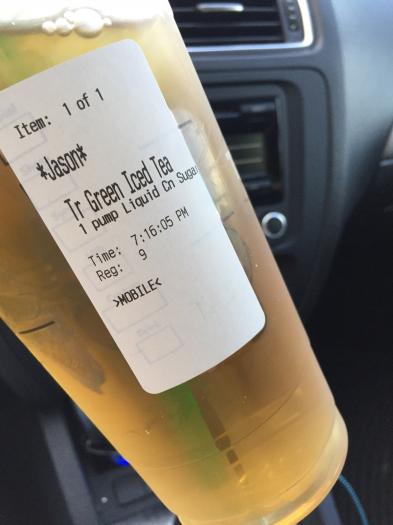 Item: 1 of 1
*Jason*
Tr Green Iced Tea
1 pump Liquid Cn Sugar
Time: 7:16:05 PM
Reg: 9
>MOBILE<